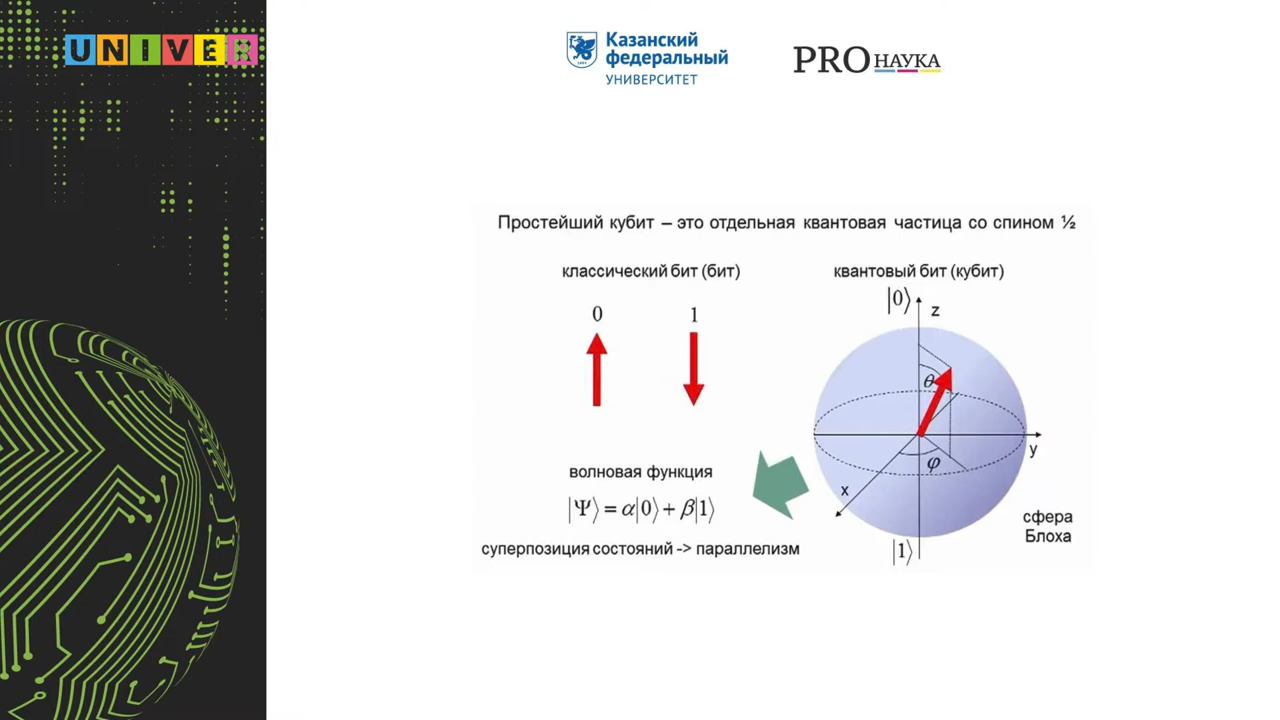 UNIVER
Казанский
федеральный
УНИВЕРСИТЕТ
PRO НАУКА
Простейший кубит – это отдельная квантовая частица со спином ½
классический бит (бит)
квантовый бит (кубит)
0
1
|0⟩
z
θ
y
φ
x
волновая функция
|Ψ⟩ = α|0⟩ + β|1⟩
суперпозиция состояний -> параллелизм
сфера
Блоха
|1⟩